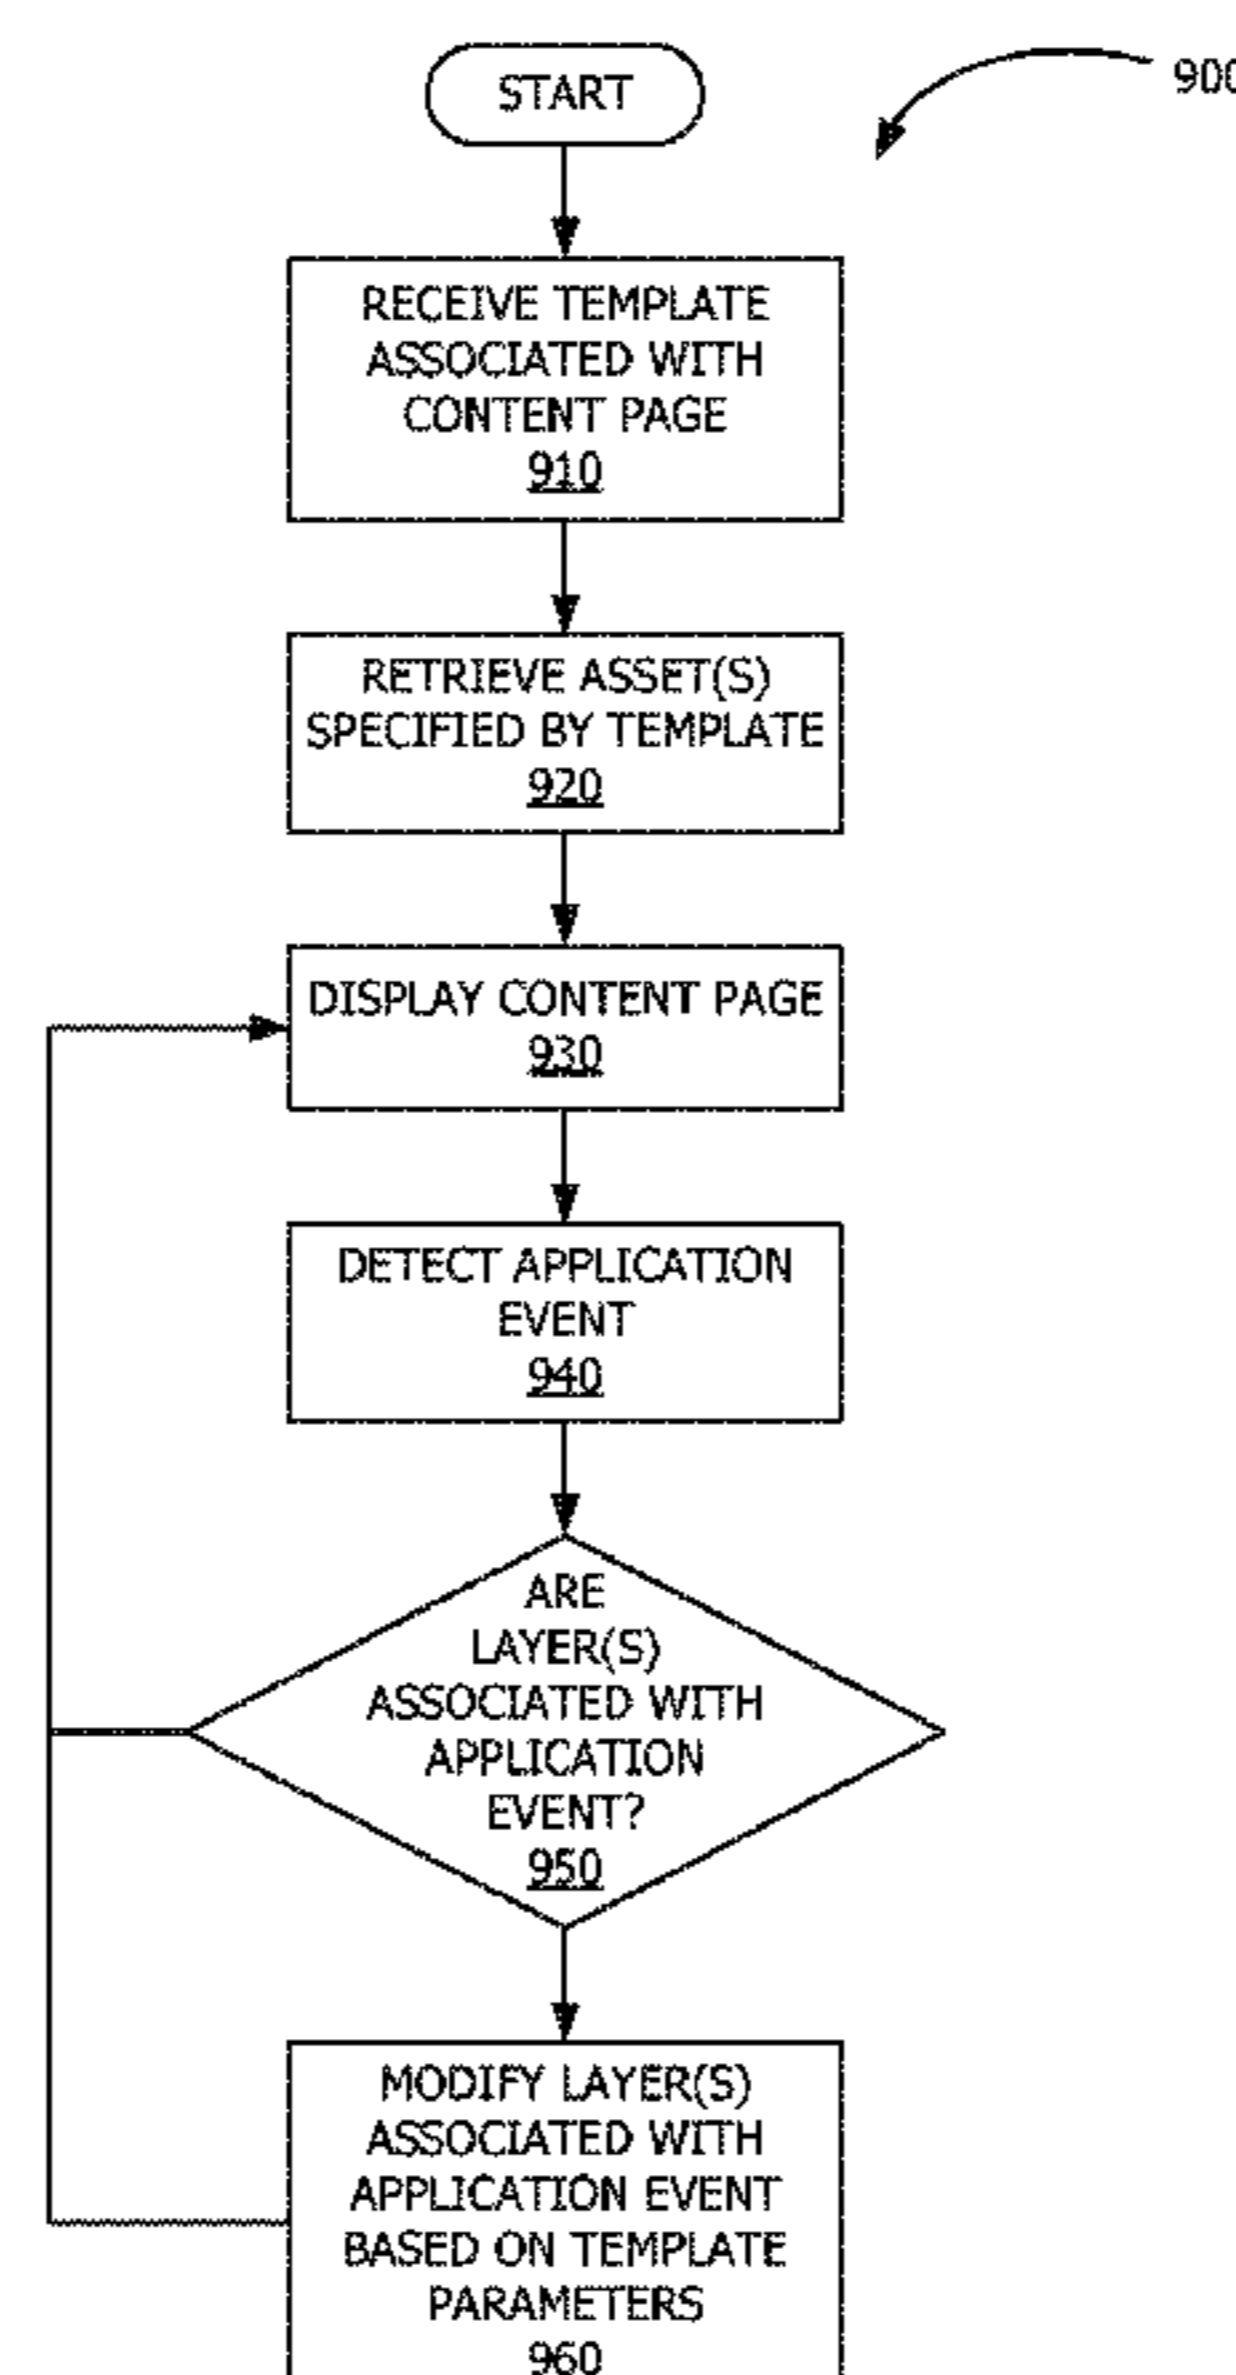 START
900
RECEIVE TEMPLATE
ASSOCIATED WITH
CONTENT PAGE
910
RETRIEVE ASSET(S)
SPECIFIED BY TEMPLATE
920
DISPLAY CONTENT PAGE
930
DETECT APPLICATION
EVENT
940
ARE
LAYER(S)
ASSOCIATED WITH
APPLICATION
EVENT?
950
MODIFY LAYER(S)
ASSOCIATED WITH
APPLICATION EVENT
BASED ON TEMPLATE
PARAMETERS
960